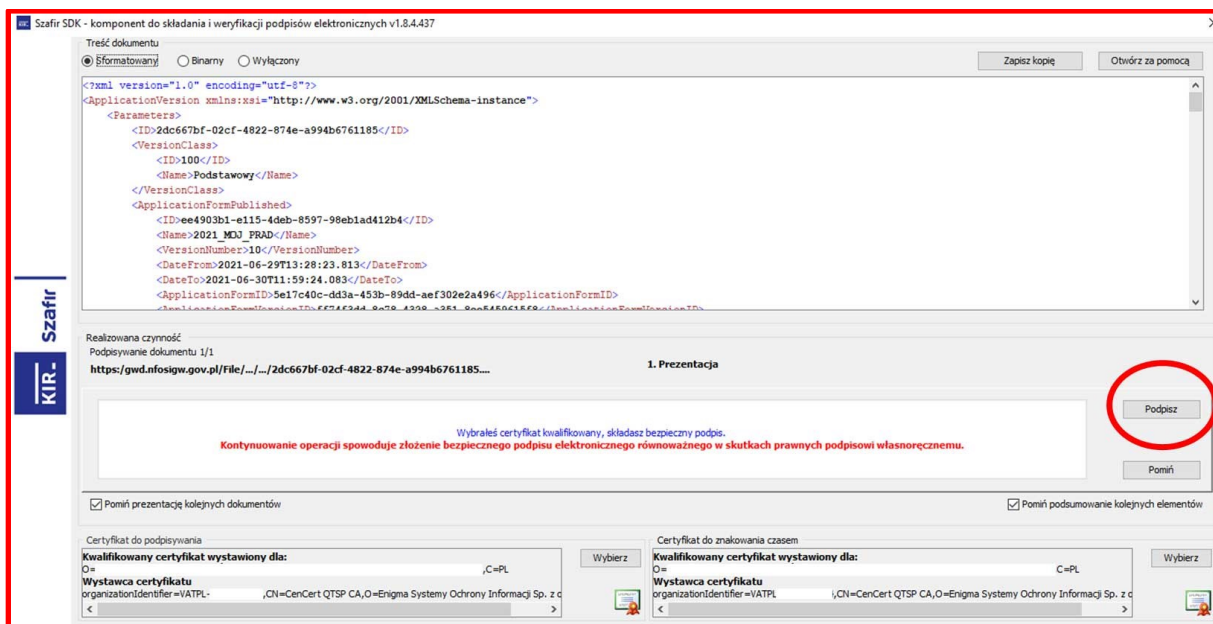 KIR. Szafir SDK - komponent do składania i weryfikacji podpisów elektronicznych v1.8.4.437
Treść dokumentu
Sformatowany Binarny Wyłączony Zapisz kopię Otwórz za pomocą
<?xml version="1.0" encoding="utf-8"?>
<ApplicationVersion xmlns:xsi="http://www.w3.org/2001/XMLSchema-instance">
<Parameters>
<ID>2dc667bf-02cf-4822-874e-a994b6761185</ID>
<VersionClass>
<ID>100</ID>
<Name>Podstawowy</Name>
</VersionClass>
<ApplicationFormPublished>
<ID>ee4903b1-e115-4deb-8597-98eb1ad412b4</ID>
<Name>2021_MOJ_PRAD</Name>
<VersionNumber>10</VersionNumber>
<DateFrom>2021-06-29T13:28:23.813</DateFrom>
<DateTo>2021-06-30T11:59:24.083</DateTo>
<ApplicationFormID>5e17c40c-dd3a-453b-89dd-aef302e2a496</ApplicationFormID>
KIR. Szafir
Realizowana czynność
Podpisywanie dokumentu 1/1
https:/gwd.nfosigw.gov.pl/File/.../.../2dc667bf-02cf-4822-874e-a994b6761185.... 1. Prezentacja
Podpisz
Wybrałeś certyfikat kwalifikowany, składasz bezpieczny podpis.
Kontynuowanie operacji spowoduje złożenie bezpiecznego podpisu elektronicznego równoważnego w skutkach prawnych podpisowi własnoręcznemu.
Pomiń
Pomiń prezentację kolejnych dokumentów Pomiń podsumowanie kolejnych elementów
Certyfikat do podpisywania
Kwalifikowany certyfikat wystawiony dla: Wybierz
O= ,C=PL
Wystawca certyfikatu
organizationIdentifier=VATPL- ,CN=CenCert QTSP CA,O=Enigma Systemy Ochrony Informacji Sp. z o
Certyfikat do znakowania czasem
Kwalifikowany certyfikat wystawiony dla: Wybierz
O= C=PL
Wystawca certyfikatu
organizationIdentifier=VATPL ,CN=CenCert QTSP CA,O=Enigma Systemy Ochrony Informacji Sp. z o